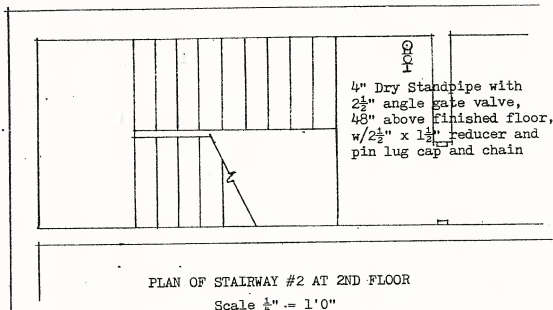 4" Dry Standpipe with
2½" angle gate valve,
48" above finished floor,
w/2½" x 1½" reducer and
pin lug cap and chain
PLAN OF STAIRWAY #2 AT 2ND FLOOR
Scale ¼" = 1'0"